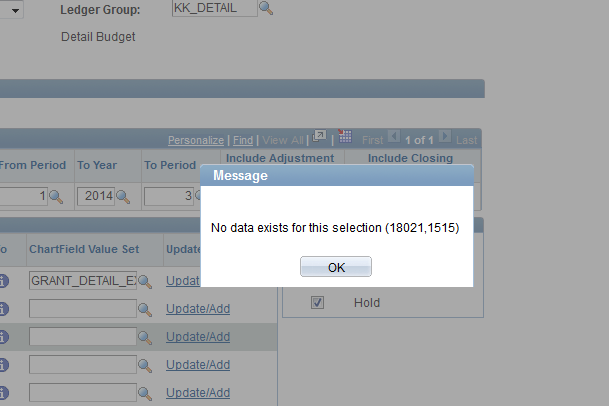 Ledger Group: KK_DETAIL
Detail Budget
Personalize | Find | View All | | First 1 of 1 Last
From Period To Year To Period Include Adjustment Include Closing
1 2014 3
Message
No data exists for this selection (18021,1515)
OK
ChartField Value Set Update
GRANT_DETAIL_E Update
Update/Add Hold
Update/Add
Update/Add
Update/Add